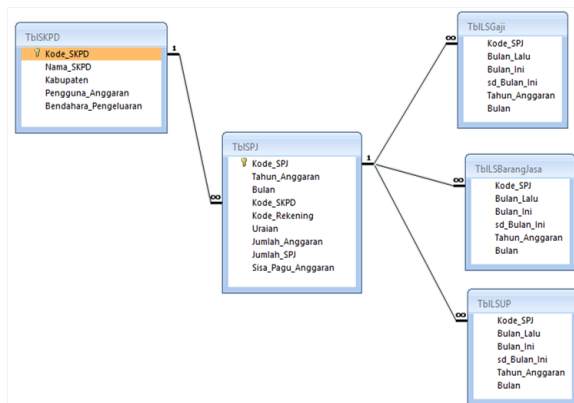 TblSKPD
Kode_SKPD
Nama_SKPD
Kabupaten
Pengguna_Anggaran
Bendahara_Pengeluaran
1
∞
TblSPJ
Kode_SPJ
Tahun_Anggaran
Bulan
Kode_SKPD
Kode_Rekening
Uraian
Jumlah_Anggaran
Jumlah_SPJ
Sisa_Pagu_Anggaran
1
∞
TblLSGaji
Kode_SPJ
Bulan_Lalu
Bulan_Ini
sd_Bulan_Ini
Tahun_Anggaran
Bulan
∞
TblLSBarangJasa
Kode_SPJ
Bulan_Lalu
Bulan_Ini
sd_Bulan_Ini
Tahun_Anggaran
Bulan
∞
TblLSUP
Kode_SPJ
Bulan_Lalu
Bulan_Ini
sd_Bulan_Ini
Tahun_Anggaran
Bulan